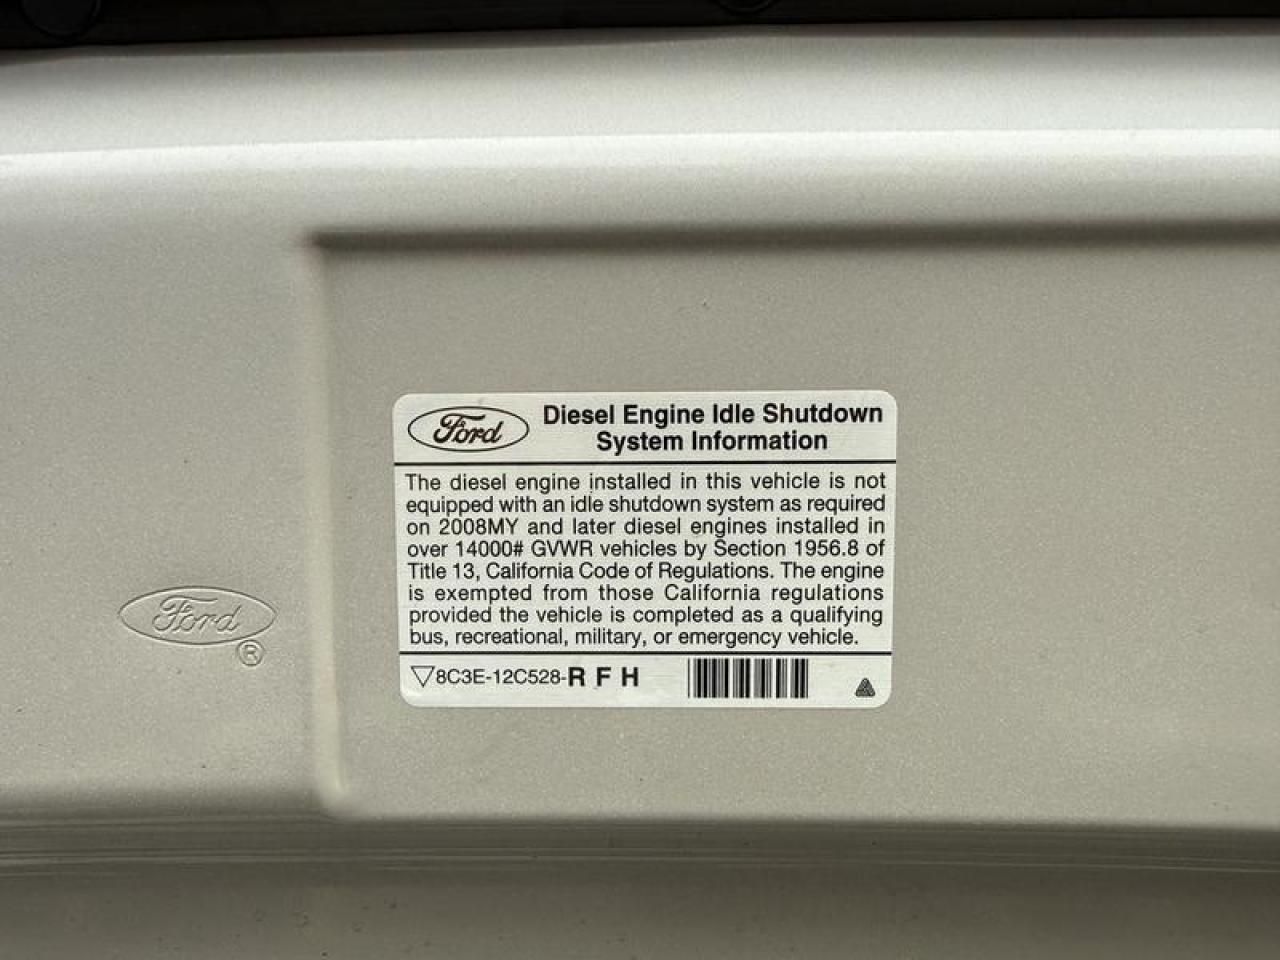 Ford
Diesel Engine Idle Shutdown
System Information
The diesel engine installed in this vehicle is not
equipped with an idle shutdown system as required
on 2008MY and later diesel engines installed in
over 14000# GVWR vehicles by Section 1956.8 of
Title 13, California Code of Regulations. The engine
is exempted from those California regulations
provided the vehicle is completed as a qualifying
bus, recreational, military, or emergency vehicle.
8C3E-12C528-R F H
Ford
®